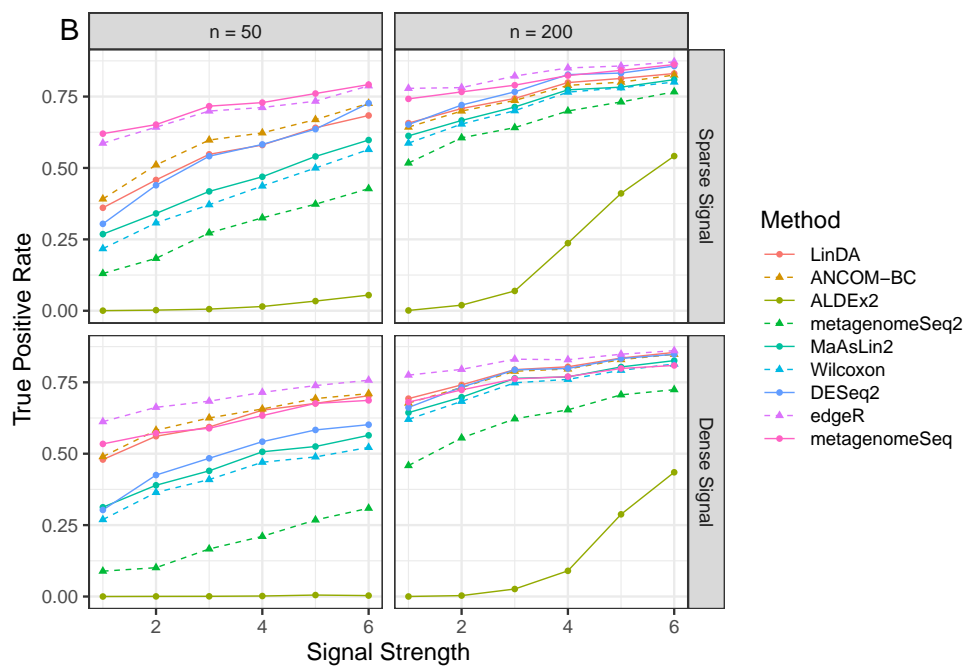 B
n = 50
n = 200
True Positive Rate
0.75
0.50
0.25
0.00
Sparse Signal
0.75
0.50
0.25
0.00
Dense Signal
2
4
6
2
4
6
Signal Strength
Method
LinDA
ANCOM−BC
ALDEx2
metagenomeSeq2
MaAsLin2
Wilcoxon
DESeq2
edgeR
metagenomeSeq